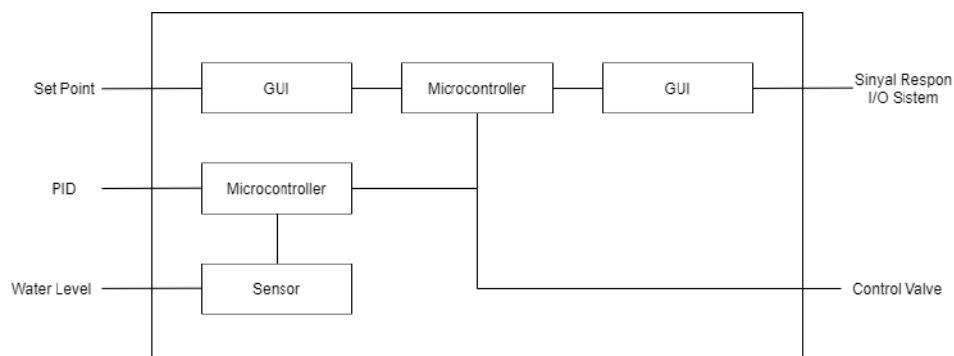 Set Point
GUI
Microcontroller
GUI
Sinyal Respon
I/O Sistem
PID
Microcontroller
Water Level
Sensor
Control Valve